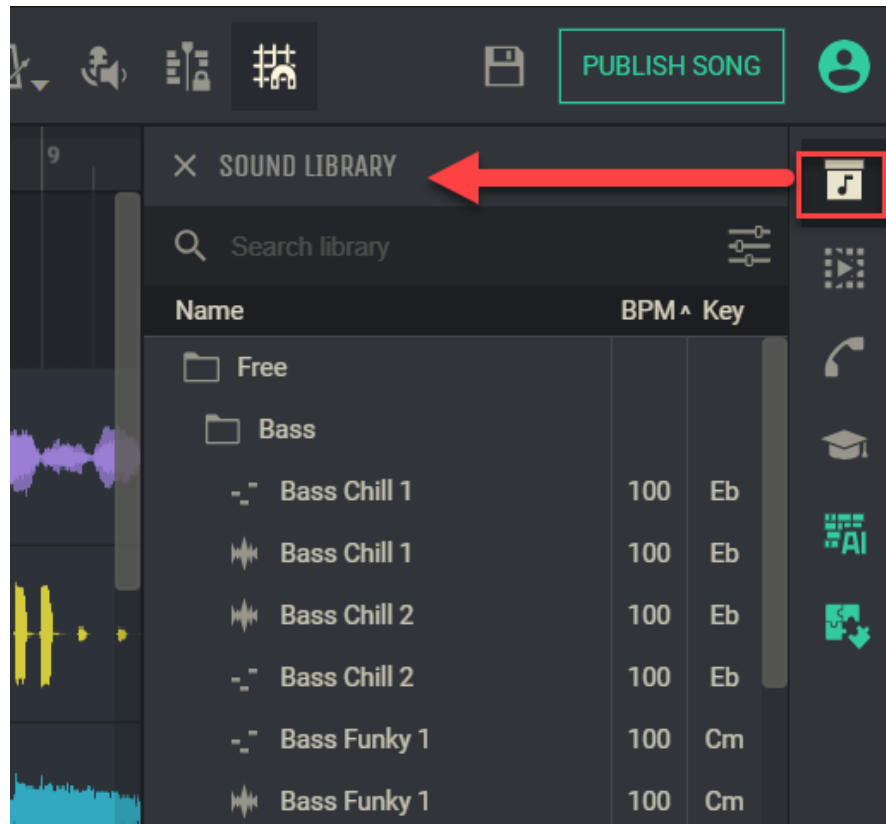 PUBLISH SONG
9
SOUND LIBRARY
Search library
Name BPM ^ Key
Free
Bass
Bass Chill 1 100 Eb
Bass Chill 1 100 Eb
Bass Chill 2 100 Eb
Bass Chill 2 100 Eb
AI
Bass Funky 1 100 Cm
Bass Funky 1 100 Cm